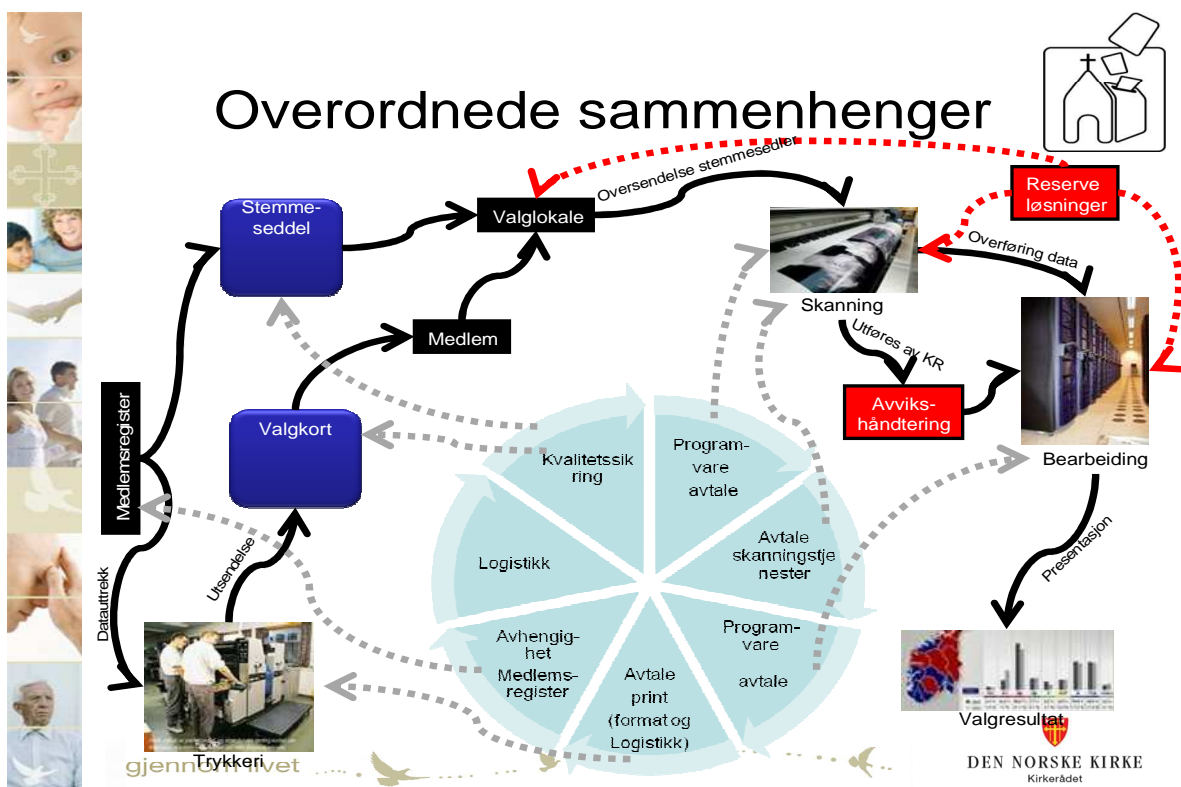 Overordnede sammenhenger
Oversendelse stemmesedler
Reserve
løsninger
Stemme-
seddel
Valglokale
Overføring data
Skanning
Medlem
Utføres av KR
Medlemsregister
Valgkort
Avviks-
håndtering
Bearbeiding
Kvalitetssik
ring
Program-
vare
avtale
Avtale
skanningstje
nester
Logistikk
Utsendelse
Datauttrekk
Presentasjon
Avhengig-
het
Medlems-
register
Program-
vare
avtale
Avtale
print
(format og
Logistikk)
Valgresultat
Trykkeri
gjennom livet
DEN NORSKE KIRKE
Kirkerådet